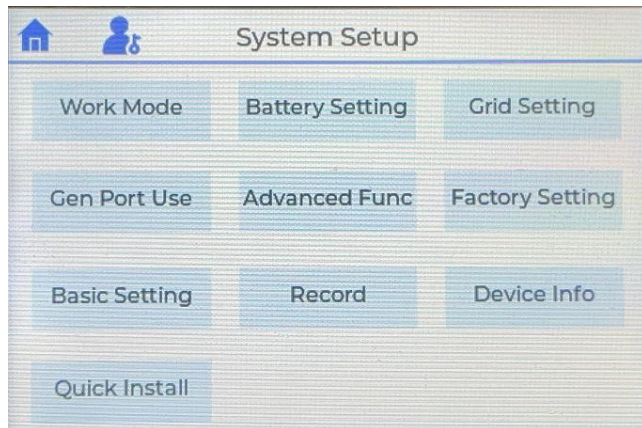 System Setup
Work Mode
Battery Setting
Grid Setting
Gen Port Use
Advanced Func
Factory Setting
Basic Setting
Record
Device Info
Quick Install